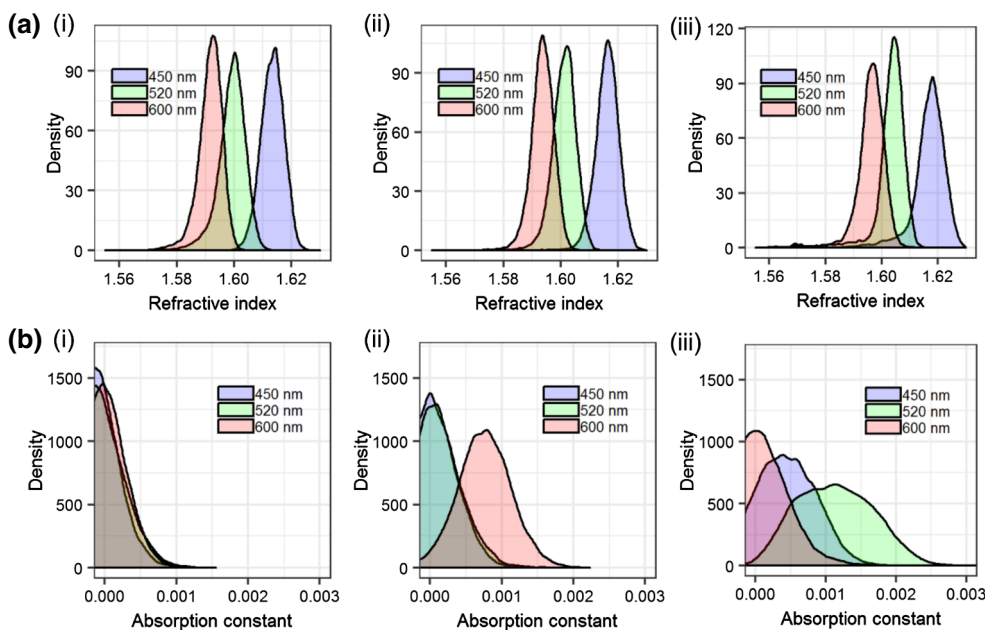 (a) (i)
Density
90
60
30
0
450 nm
520 nm
600 nm
1.56 1.58 1.60 1.62
Refractive index
(ii)
Density
90
60
30
0
450 nm
520 nm
600 nm
1.56 1.58 1.60 1.62
Refractive index
(iii)
Density
120
90
60
30
0
450 nm
520 nm
600 nm
1.56 1.58 1.60 1.62
Refractive index
(b) (i)
Density
1500
1000
500
0
450 nm
520 nm
600 nm
0.000 0.001 0.002 0.003
Absorption constant
(ii)
Density
1500
1000
500
0
450 nm
520 nm
600 nm
0.000 0.001 0.002 0.003
Absorption constant
(iii)
Density
1500
1000
500
0
450 nm
520 nm
600 nm
0.000 0.001 0.002 0.003
Absorption constant